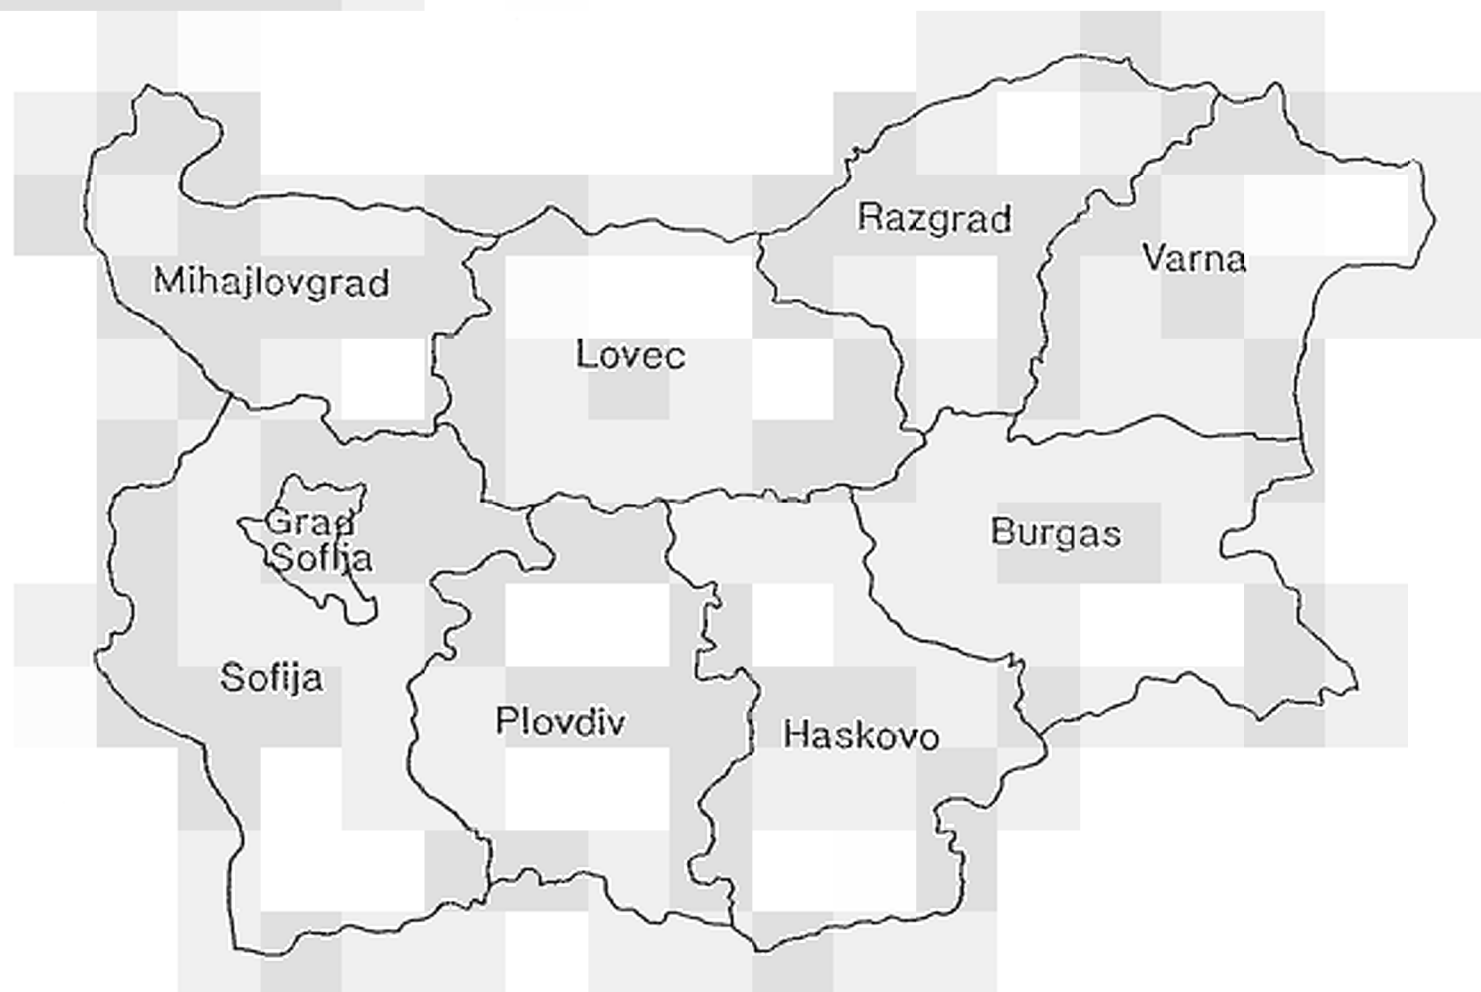 Razgrad
Varna
Mihajlovgrad
Lovec
Grad
Sofija
Burgas
Sofija
Plovdiv
Haskovo